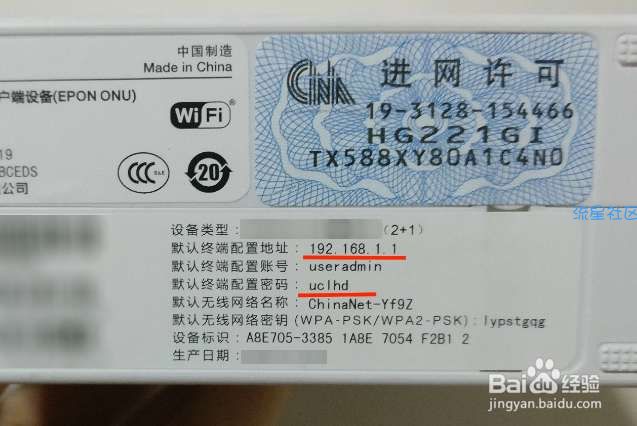 中国制造
Made in China
户端设备(EPON ONU)
WiFi
进网许可
19-3128-154466
HG221GI
TX588XY80A1C4N0
19
BCEDS
公司
CCC
S&E
20
流星社区
设备类型： (2+1)
默认终端配置地址： 192.168.1.1
默认终端配置账号： useradmin
默认终端配置密码： uclhd
默认无线网络名称： ChinaNet-Yf9Z
默认无线网络密钥(WPA-PSK/WPA2-PSK)：lypstgqg
设备标识： A8E705-3385 1A8E 7054 F2B1 2
生产日期：
Baidu经验
jingyan.baidu.com